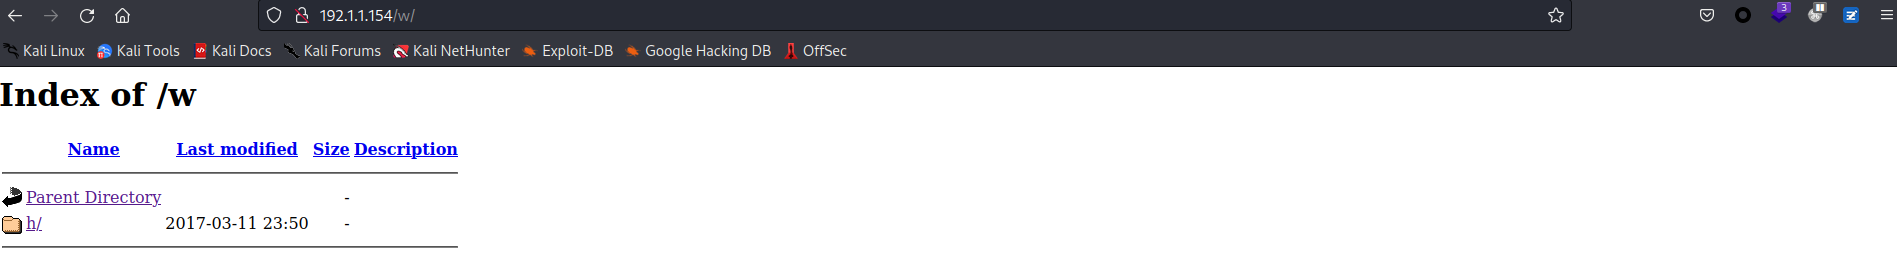 192.1.1.154/w/
3
Kali Linux Kali Tools Kali Docs Kali Forums Kali NetHunter Exploit-DB Google Hacking DB OffSec
Index of /w
Name Last modified Size Description
Parent Directory -
h/ 2017-03-11 23:50 -